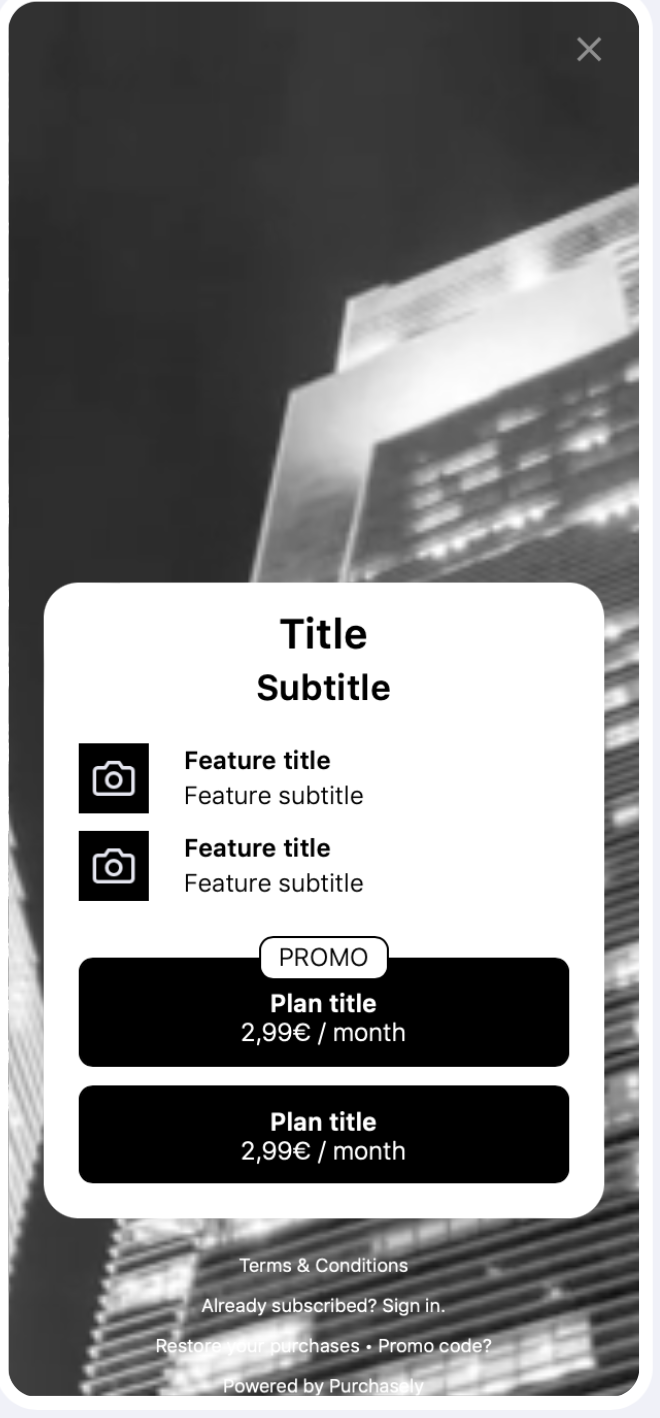 Title
Subtitle
Feature title
Feature subtitle
Feature title
Feature subtitle
PROMO
Plan title
2,99€ / month
Plan title
2,99€ / month
Terms & Conditions
Already subscribed? Sign in.
Restore your purchases • Promo code?
Powered by Purchasely